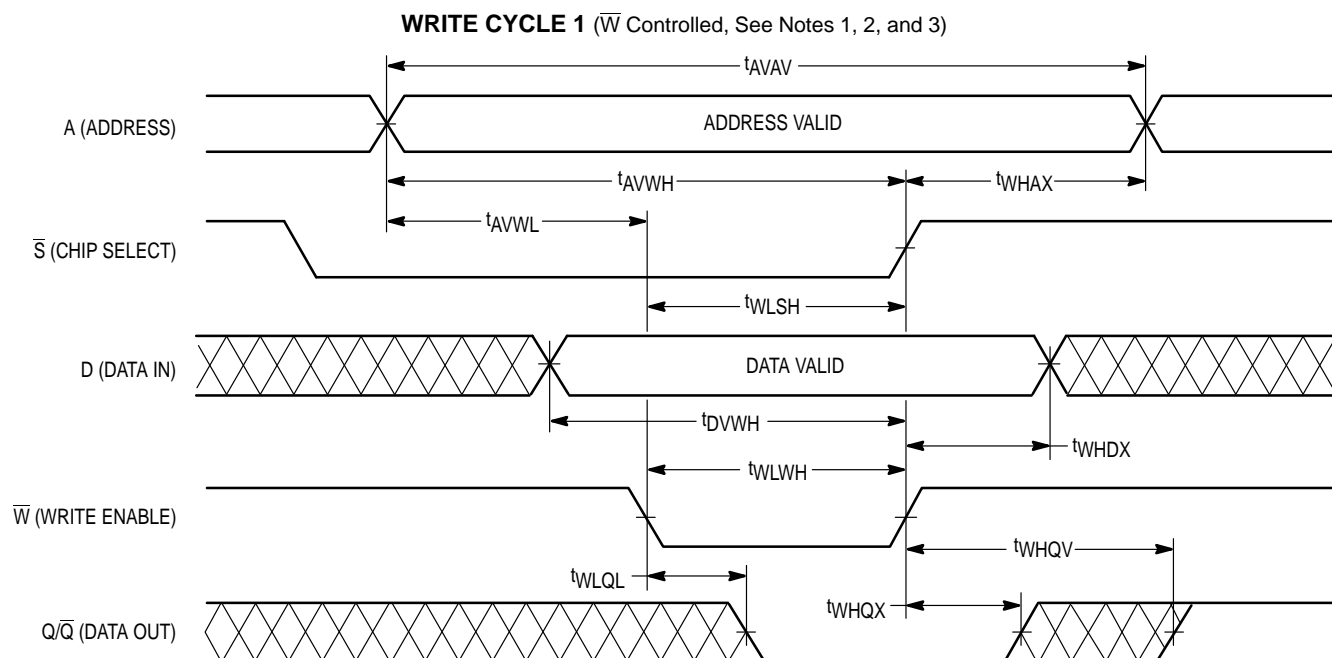 WRITE CYCLE 1 (W̅ Controlled, See Notes 1, 2, and 3)
tAVAV
A (ADDRESS)
ADDRESS VALID
tAVWH
tWHAX
tAVWL
S̅ (CHIP SELECT)
tWLSH
D (DATA IN)
DATA VALID
tDVWH
tWHDX
tWLWH
W̅ (WRITE ENABLE)
tWHQV
tWLQL
tWHQX
Q/Q̅ (DATA OUT)